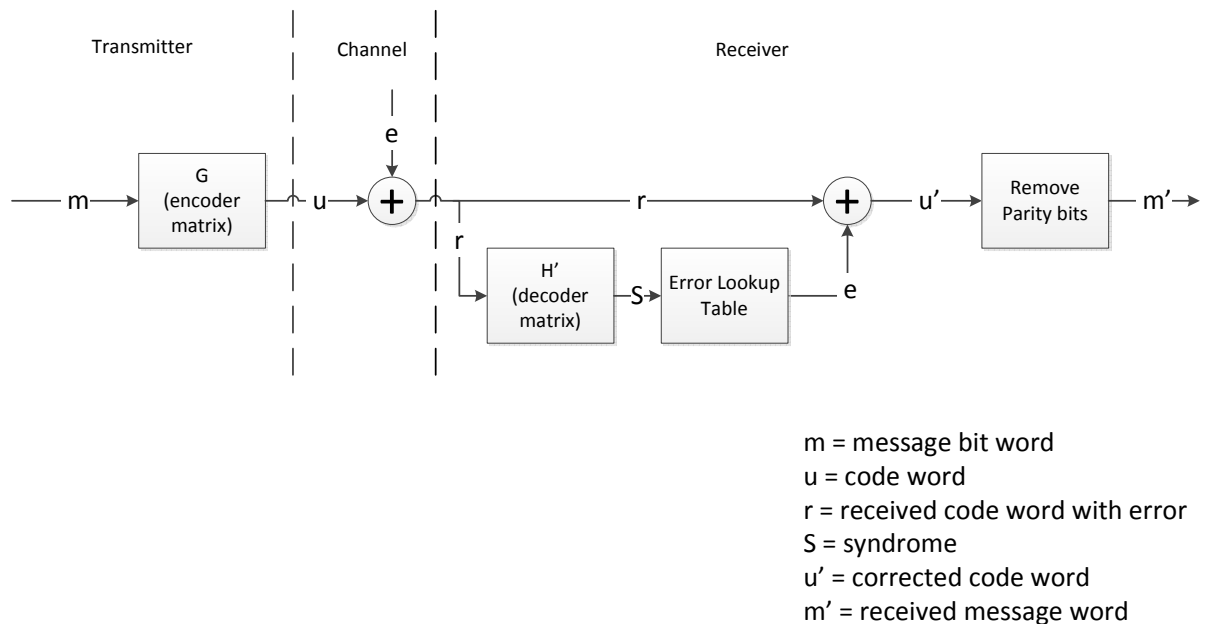 Transmitter
Channel
Receiver
e
m
G
(encoder
matrix)
u
+
r
+
u’
Remove
Parity bits
m’
r
H’
(decoder
matrix)
S
Error Lookup
Table
e
m = message bit word
u = code word
r = received code word with error
S = syndrome
u’ = corrected code word
m’ = received message word